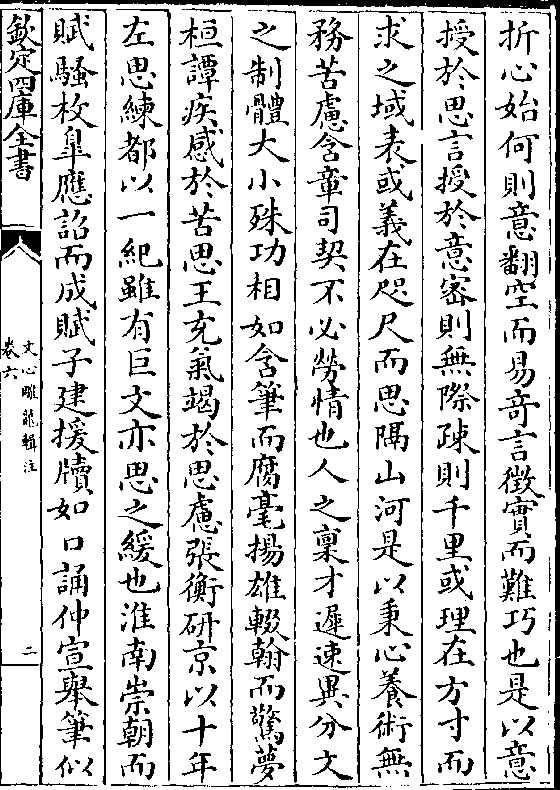 折心始何則意翻空而易奇言徵實而難巧也是以意
授於思言授於意密則無際疎則千里或理在方寸而
求之域表或義在咫尺而思隔山河是以秉心養術無
務苦慮含章司契不必勞情也人之稟才遲速異分文
之制體大小殊功相如含筆而腐毫揚雄輟翰而驚夢
桓譚疾感於苦思王充氣竭於思慮張衡研京以十年
左思練都以一紀雖有巨文亦思之緩也淮南崇朝而
賦騷枚臯應詔而成賦子建援牘如口誦仲宣舉筆似
欽定四庫全書
文心雕龍輯注
卷六
二